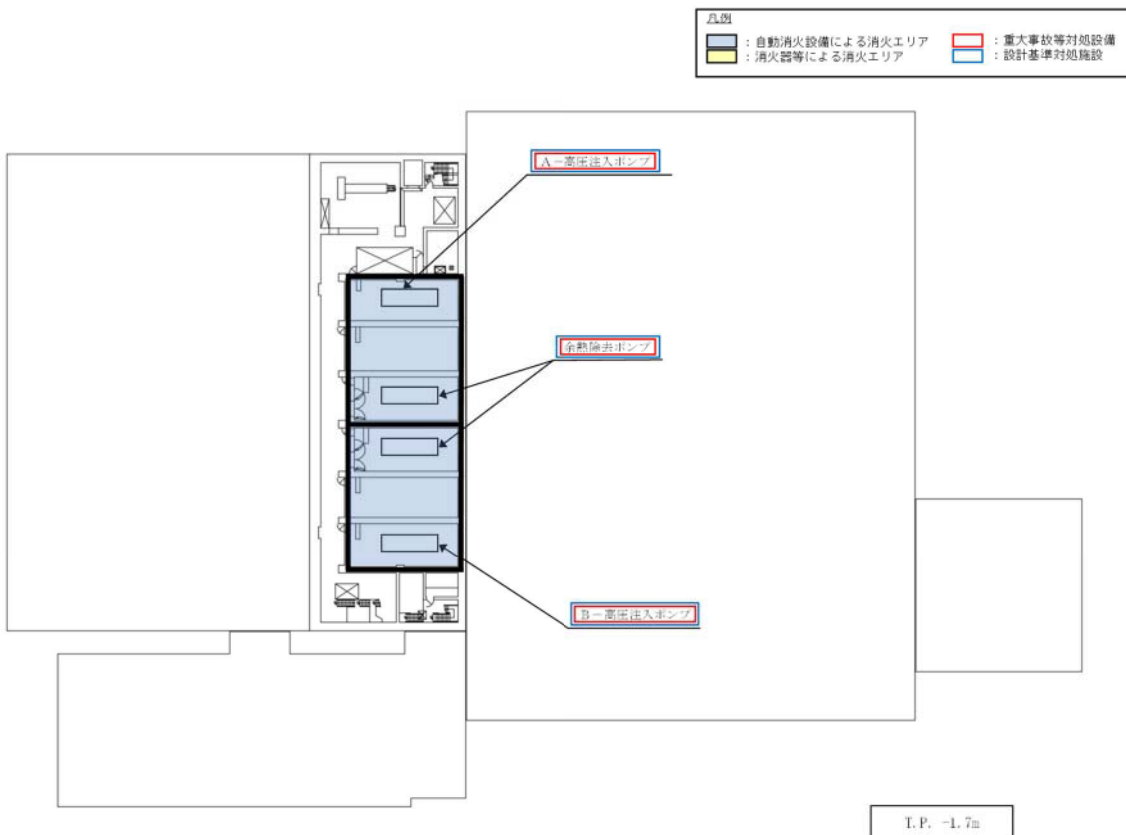 凡例
：自動消火設備による消火エリア
：重大事故等対処設備
：消火器等による消火エリア
：設計基準対処施設
A－高圧注入ポンプ
余熱除去ポンプ
B－高圧注入ポンプ
T.P. -1.7m